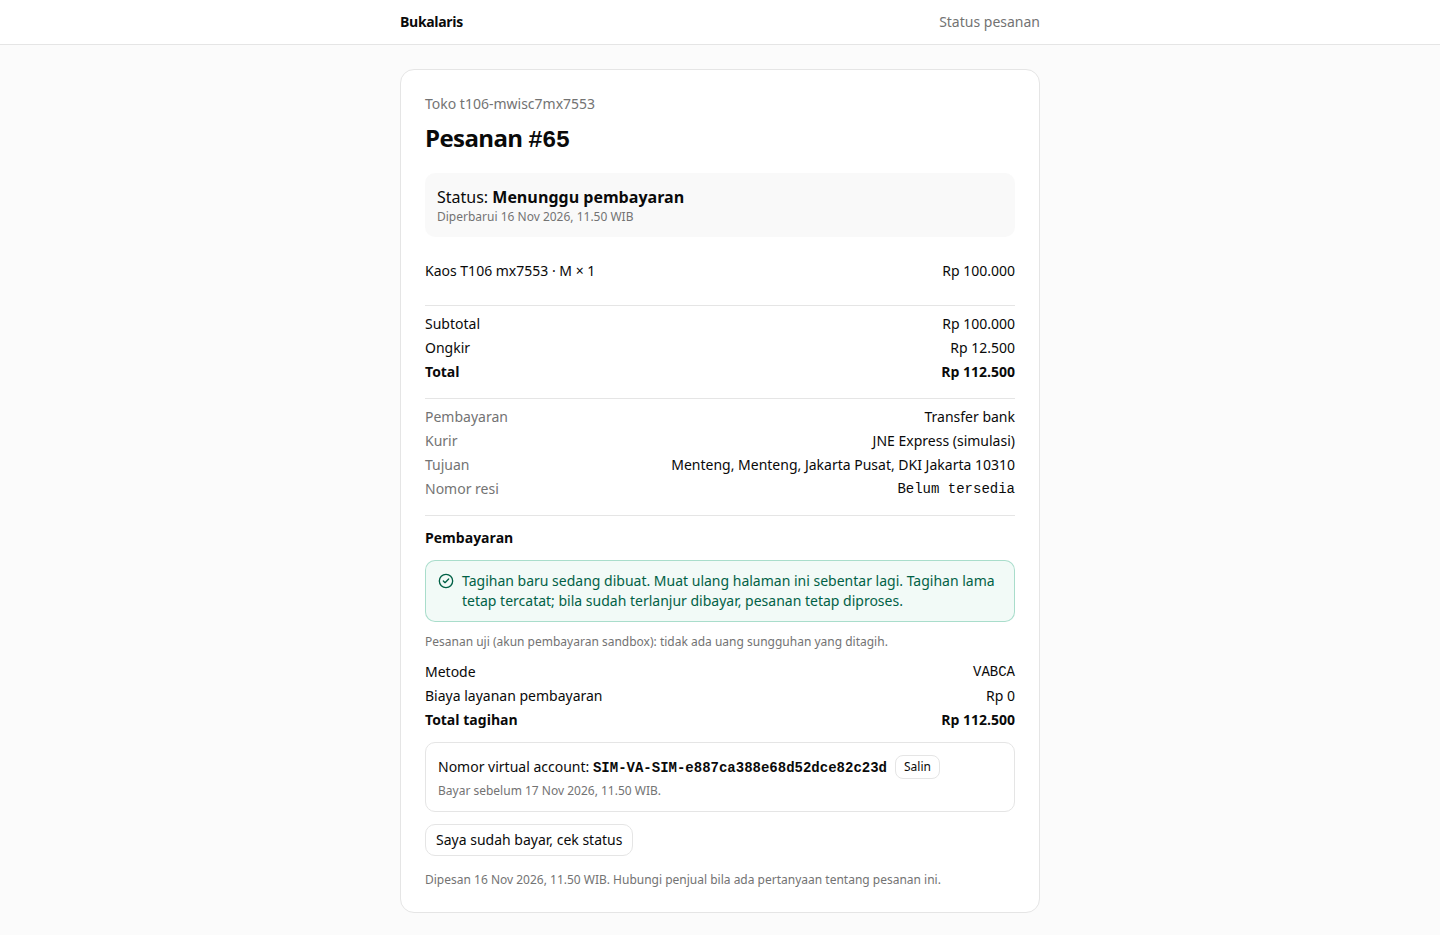 Bukalaris
Status pesanan
Toko t106-mwisc7mx7553
Pesanan #65
Status: Menunggu pembayaran
Diperbarui 16 Nov 2026, 11.50 WIB
Kaos T106 mx7553 · M × 1 Rp 100.000
Subtotal Rp 100.000
Ongkir Rp 12.500
Total Rp 112.500
Pembayaran Transfer bank
Kurir JNE Express (simulasi)
Tujuan Menteng, Menteng, Jakarta Pusat, DKI Jakarta 10310
Nomor resi Belum tersedia
Pembayaran
Tagihan baru sedang dibuat. Muat ulang halaman ini sebentar lagi. Tagihan lama
tetap tercatat; bila sudah terlanjur dibayar, pesanan tetap diproses.
Pesanan uji (akun pembayaran sandbox): tidak ada uang sungguhan yang ditagih.
Metode VABCA
Biaya layanan pembayaran Rp 0
Total tagihan Rp 112.500
Nomor virtual account: SIM-VA-SIM-e887ca388e68d52dce82c23d Salin
Bayar sebelum 17 Nov 2026, 11.50 WIB.
Saya sudah bayar, cek status
Dipesan 16 Nov 2026, 11.50 WIB. Hubungi penjual bila ada pertanyaan tentang pesanan ini.